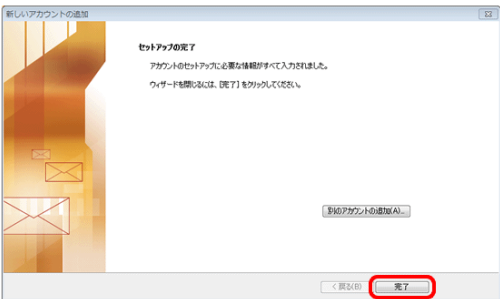 新しいアカウントの追加
セットアップの完了
アカウントのセットアップに必要な情報がすべて入力されました。
ウィザードを閉じるには、[完了] をクリックしてください。
別のアカウントの追加(A)...
< 戻る(B)
完了